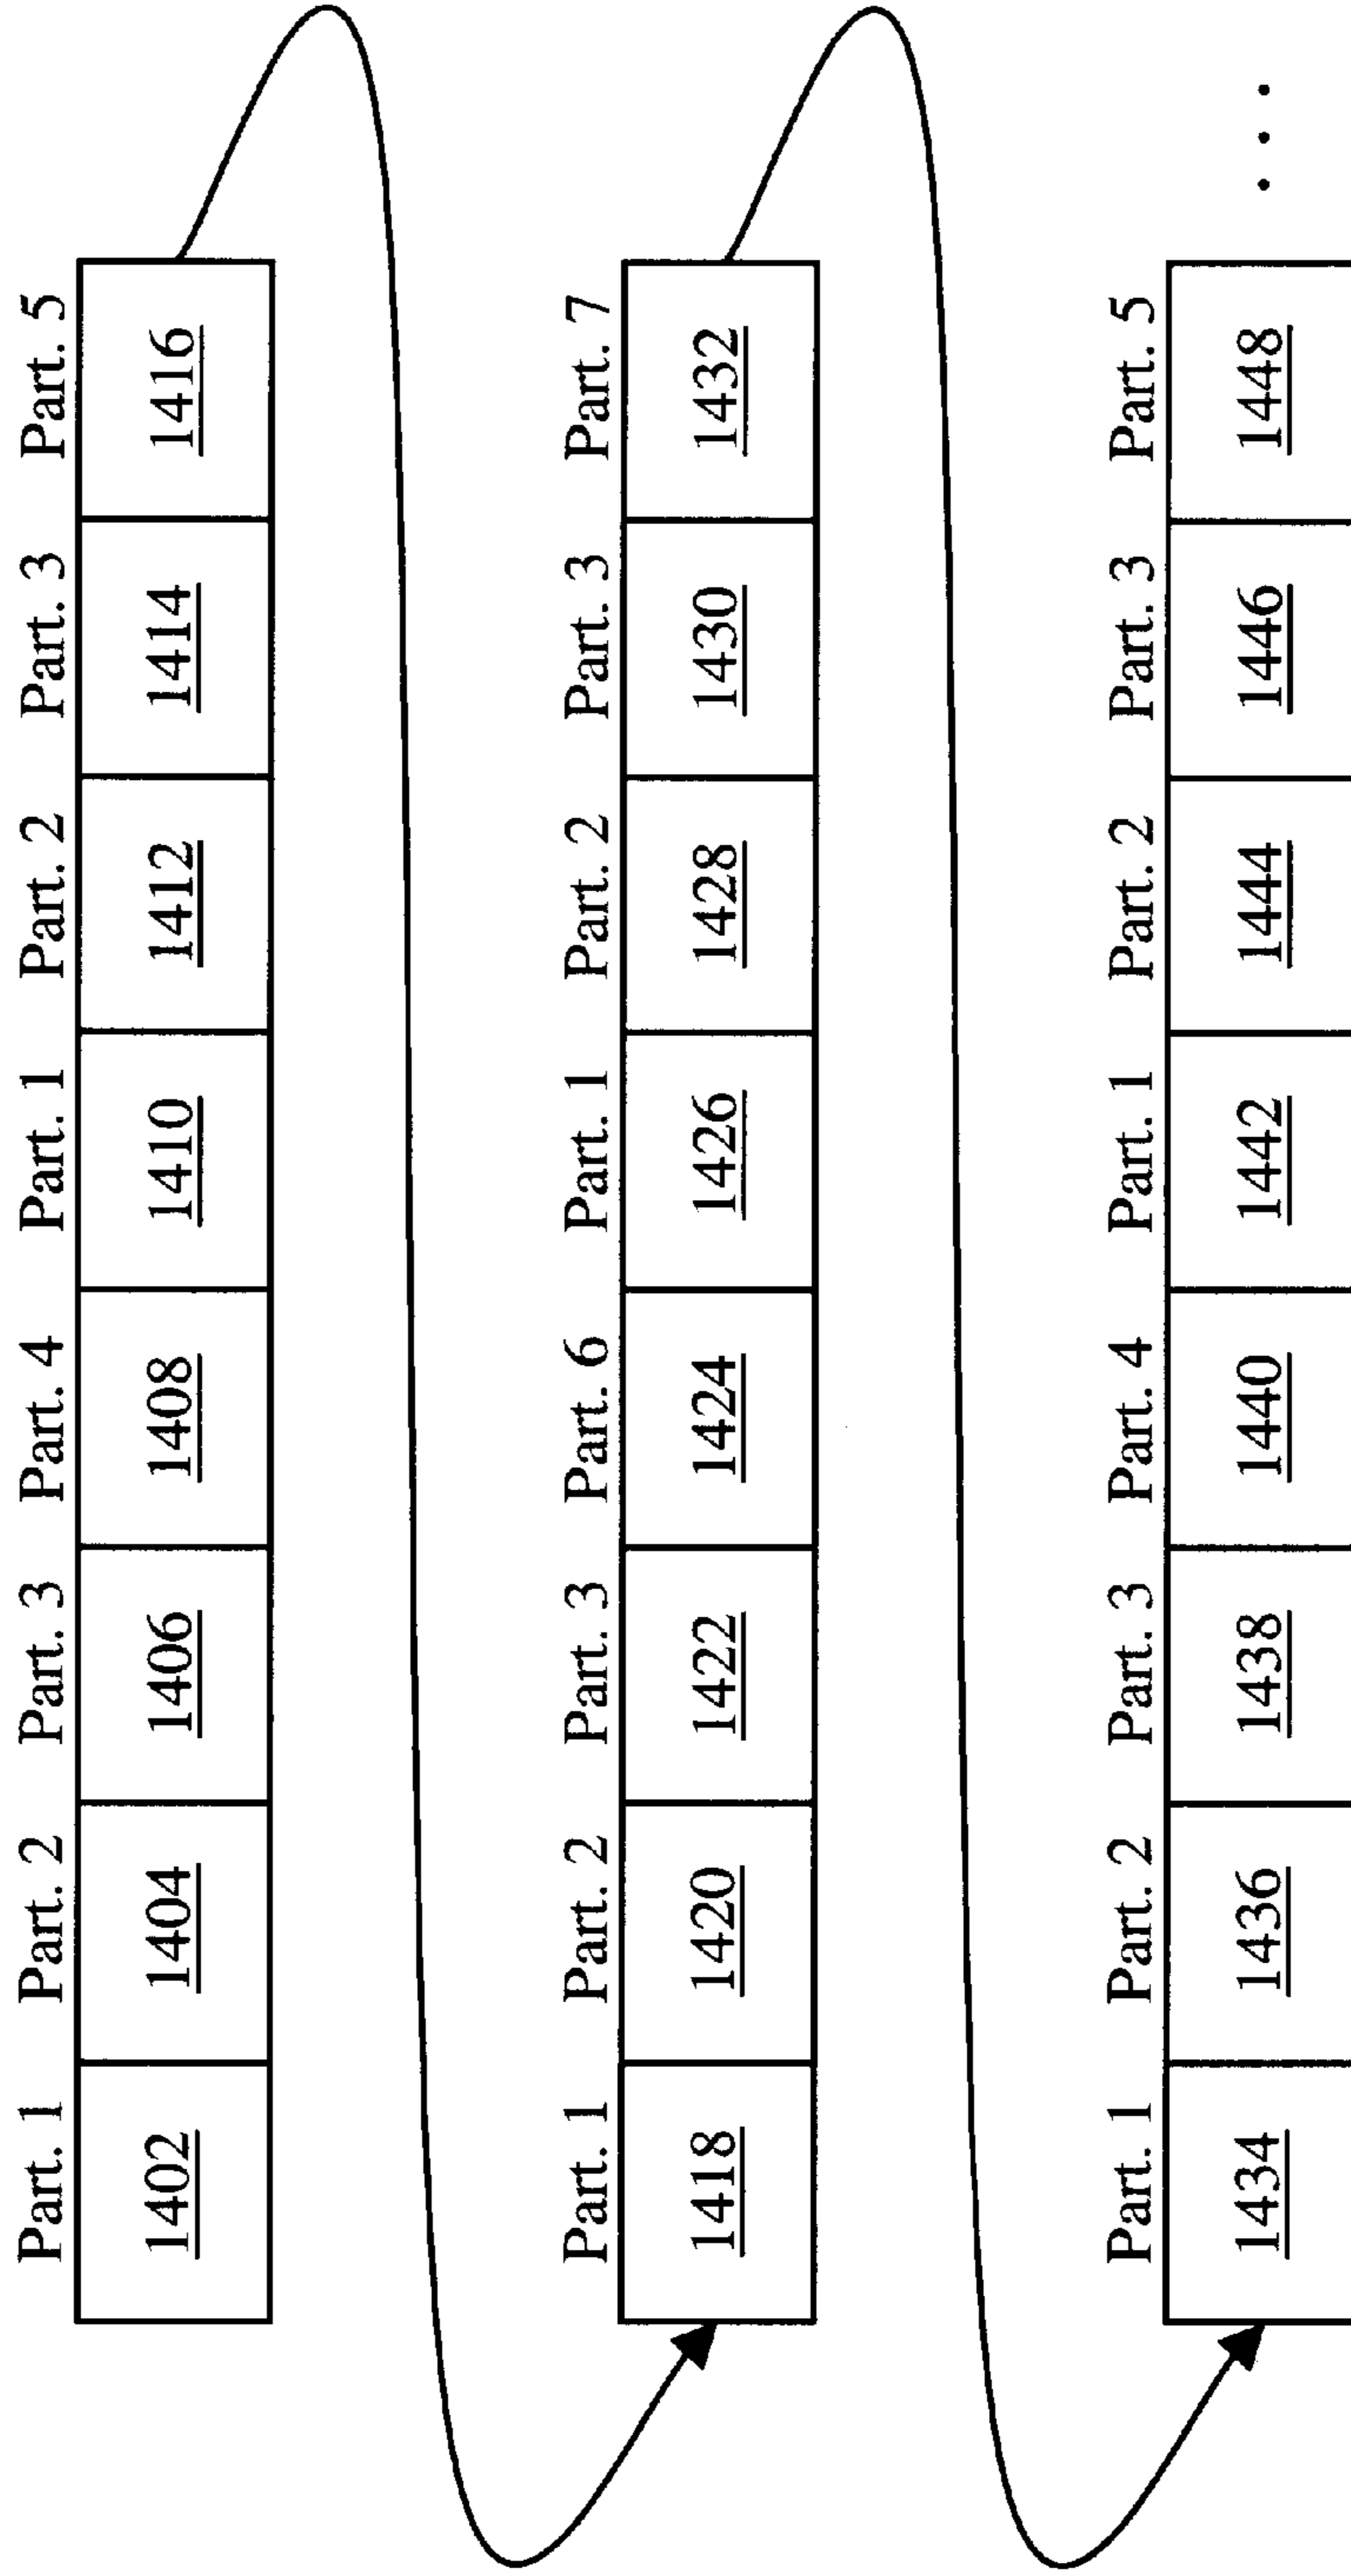 Part. 1 Part. 2 Part. 3 Part. 4 Part. 1 Part. 2 Part. 3 Part. 5
1402 1404 1406 1408 1410 1412 1414 1416
Part. 1 Part. 2 Part. 3 Part. 6 Part. 1 Part. 2 Part. 3 Part. 7
1418 1420 1422 1424 1426 1428 1430 1432
Part. 1 Part. 2 Part. 3 Part. 4 Part. 1 Part. 2 Part. 3 Part. 5
1434 1436 1438 1440 1442 1444 1446 1448 . . .